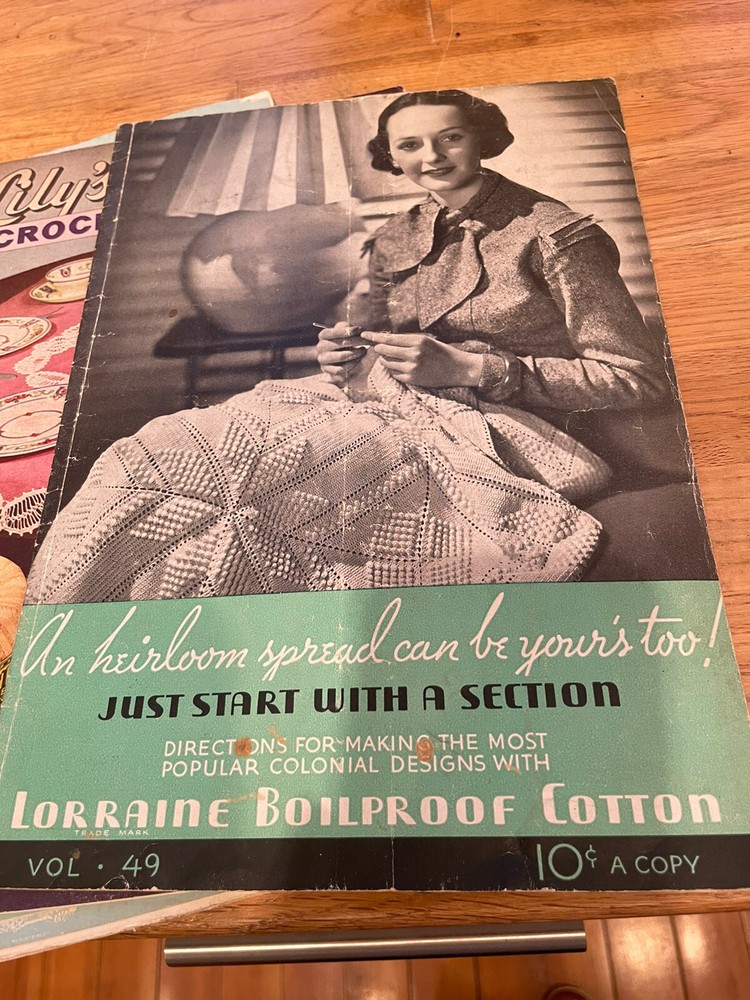 Lily's
CROC
An heirloom spread can be your's too!
JUST START WITH A SECTION
DIRECTIONS FOR MAKING THE MOST
POPULAR COLONIAL DESIGNS WITH
LORRAINE BOILPROOF COTTON
TRADE MARK
VOL · 49
10¢ A COPY